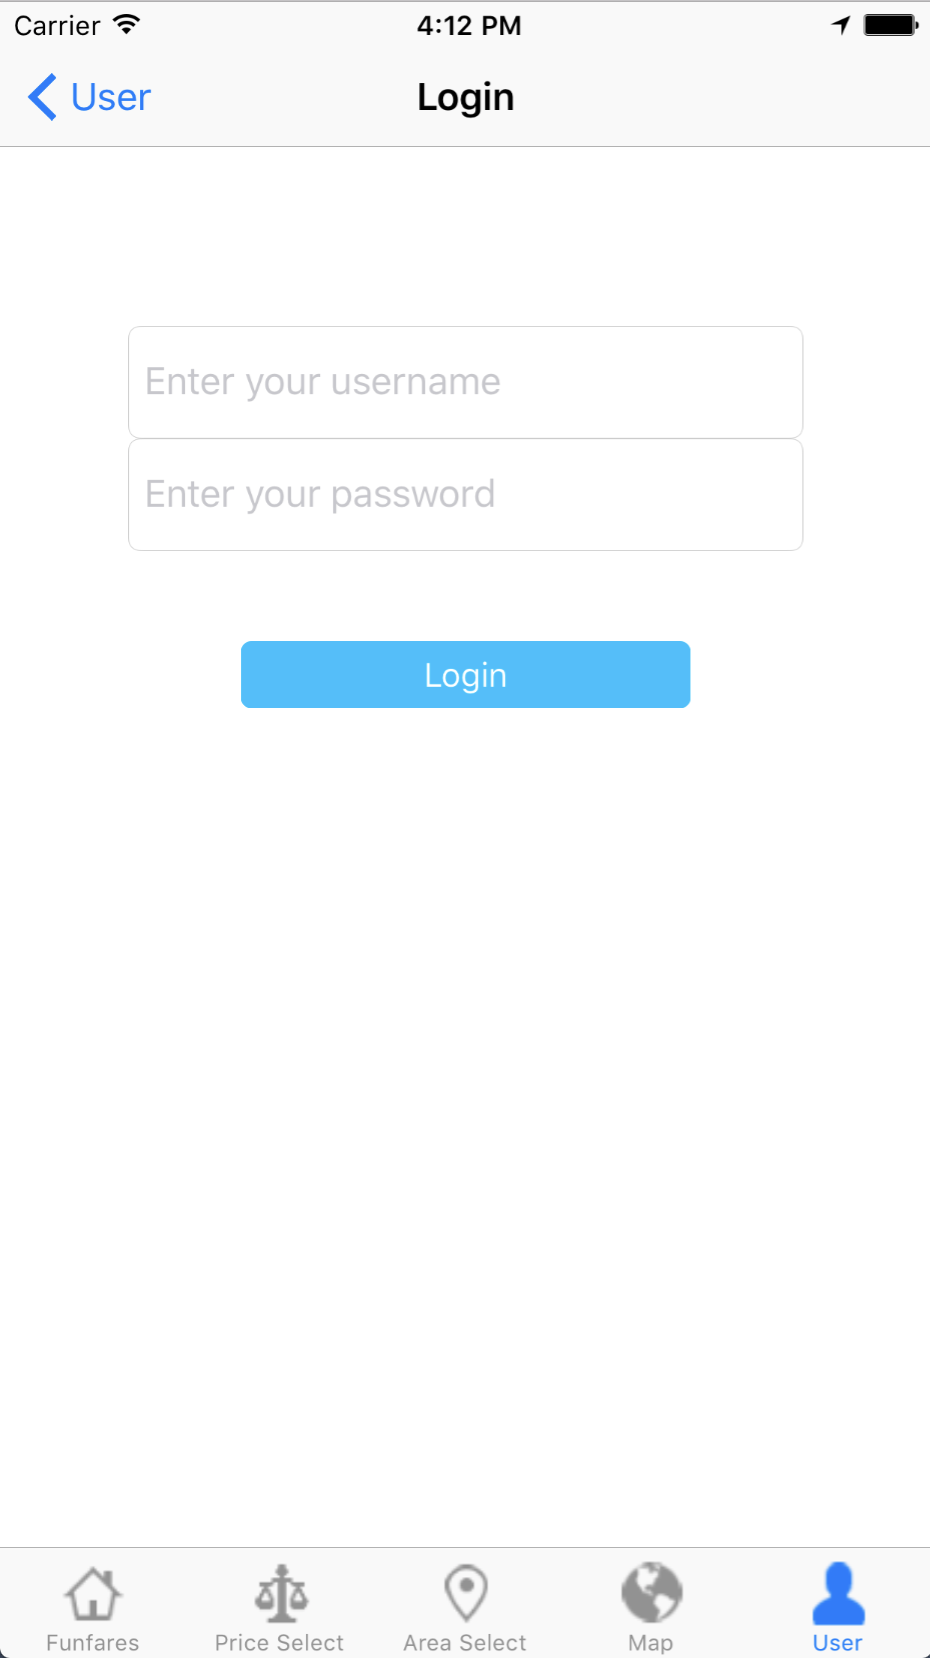 Carrier 4:12 PM
User Login
Enter your username
Enter your password
Login
Funfares Price Select Area Select Map User